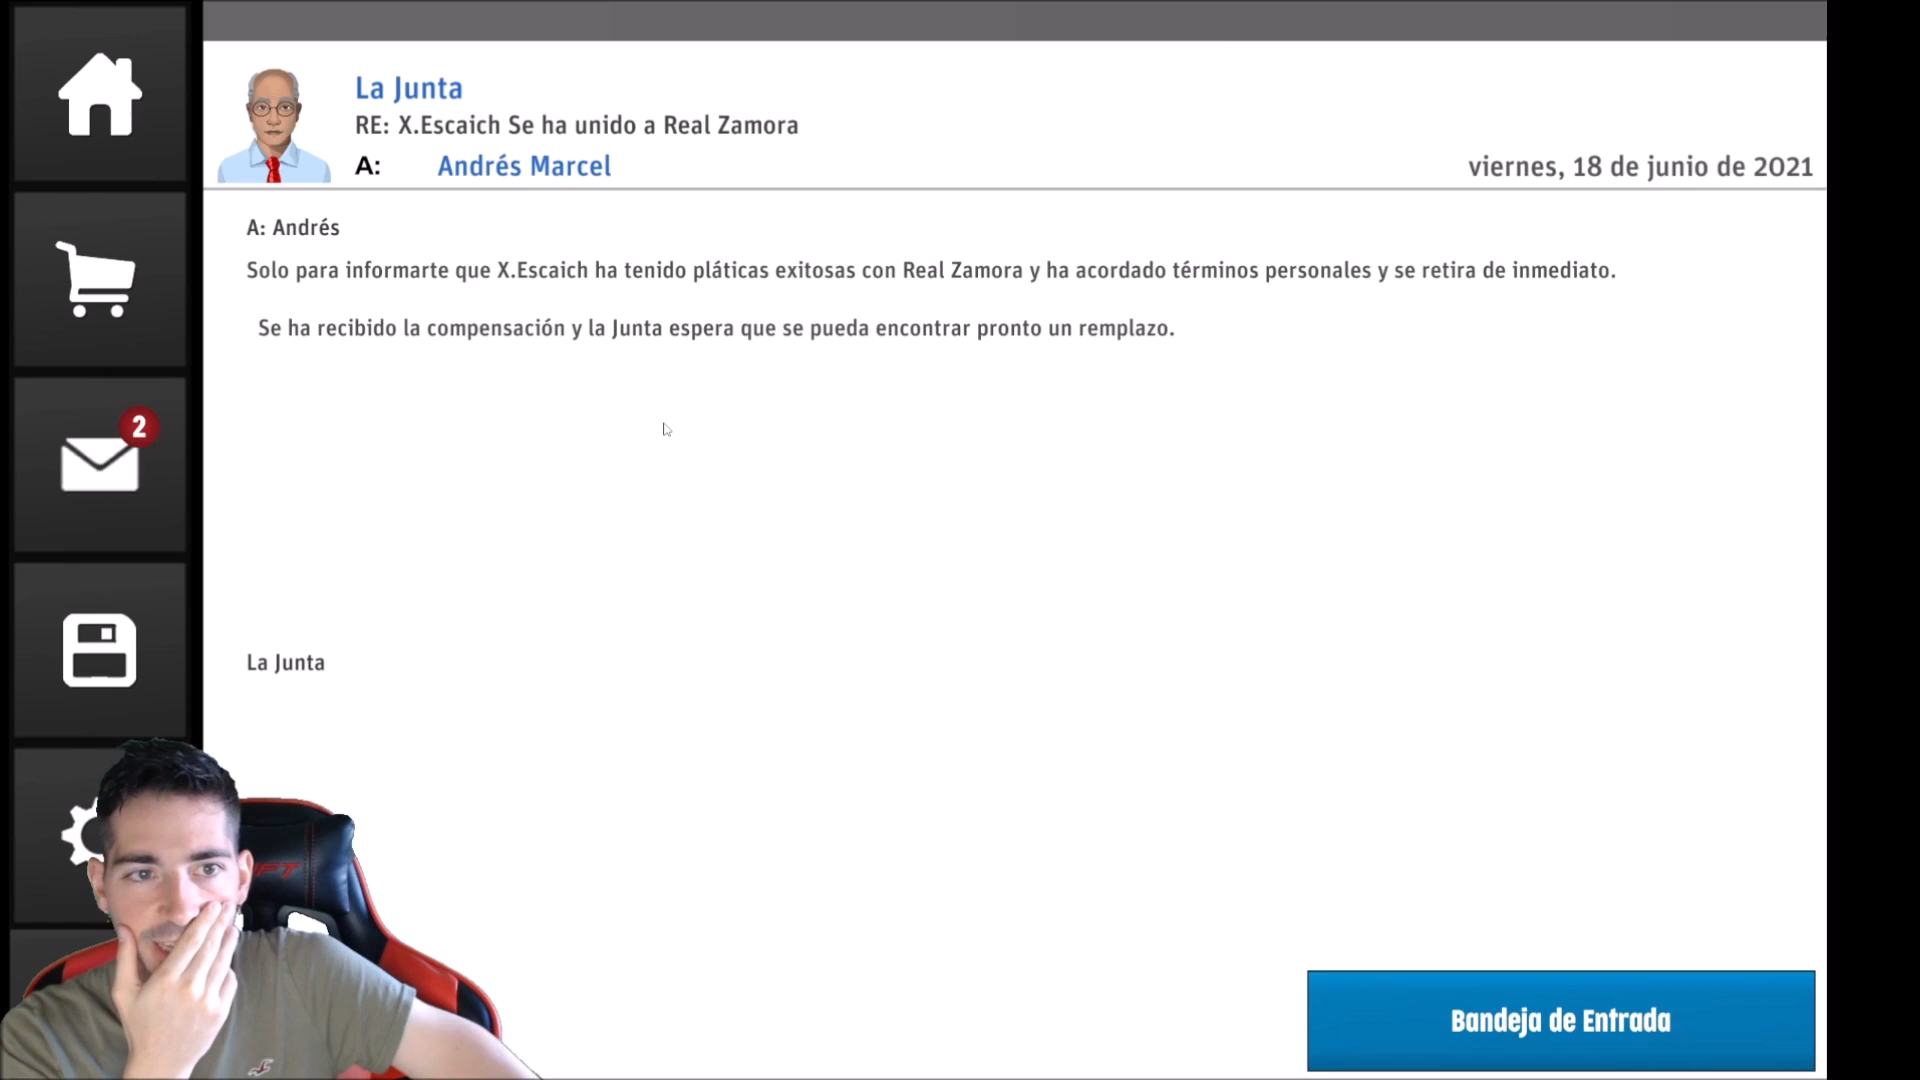 La Junta
RE: X.Escaich Se ha unido a Real Zamora
A: Andrés Marcel
viernes, 18 de junio de 2021
A: Andrés
Solo para informarte que X.Escaich ha tenido pláticas exitosas con Real Zamora y ha acordado términos personales y se retira de inmediato.
Se ha recibido la compensación y la Junta espera que se pueda encontrar pronto un remplazo.
2
La Junta
Bandeja de Entrada